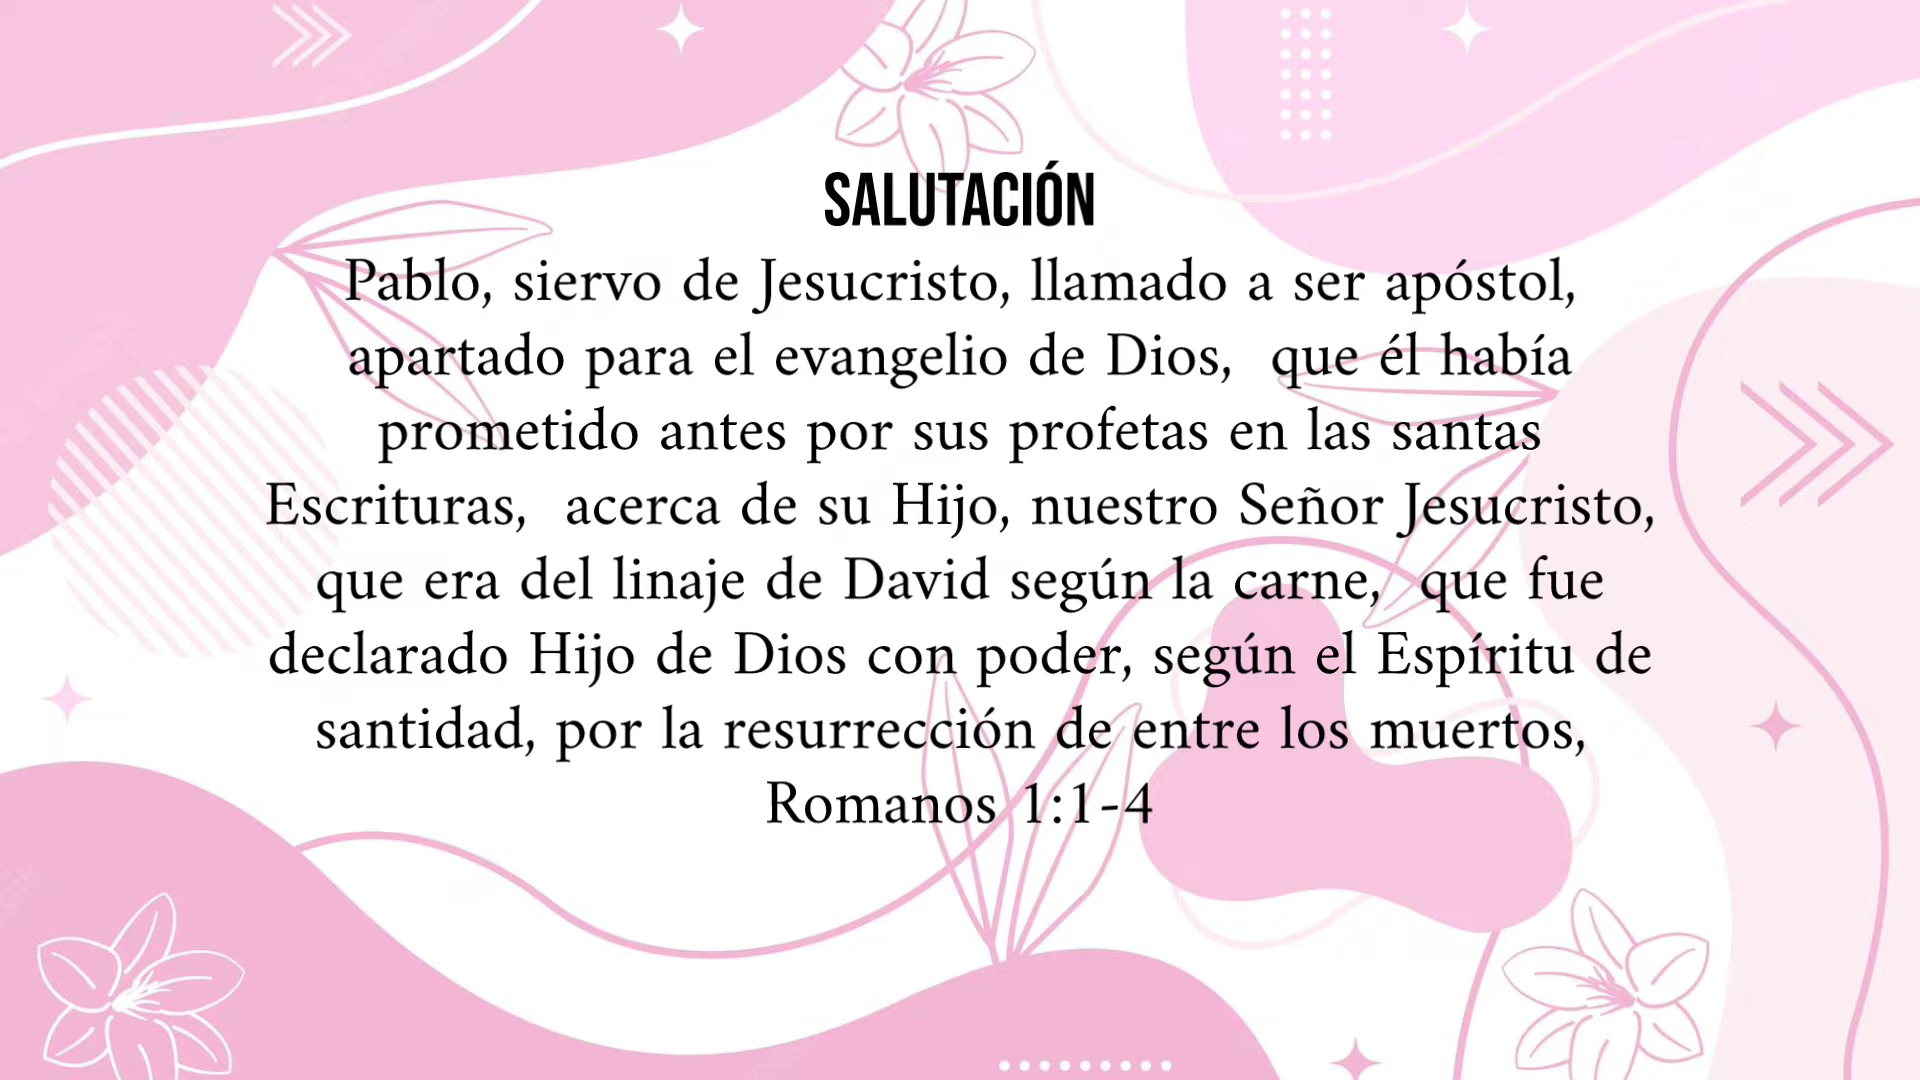 SALUTACIÓN
Pablo, siervo de Jesucristo, llamado a ser apóstol,
apartado para el evangelio de Dios,  que él había
prometido antes por sus profetas en las santas
Escrituras,  acerca de su Hijo, nuestro Señor Jesucristo,
que era del linaje de David según la carne,  que fue
declarado Hijo de Dios con poder, según el Espíritu de
santidad, por la resurrección de entre los muertos,
Romanos 1:1-4